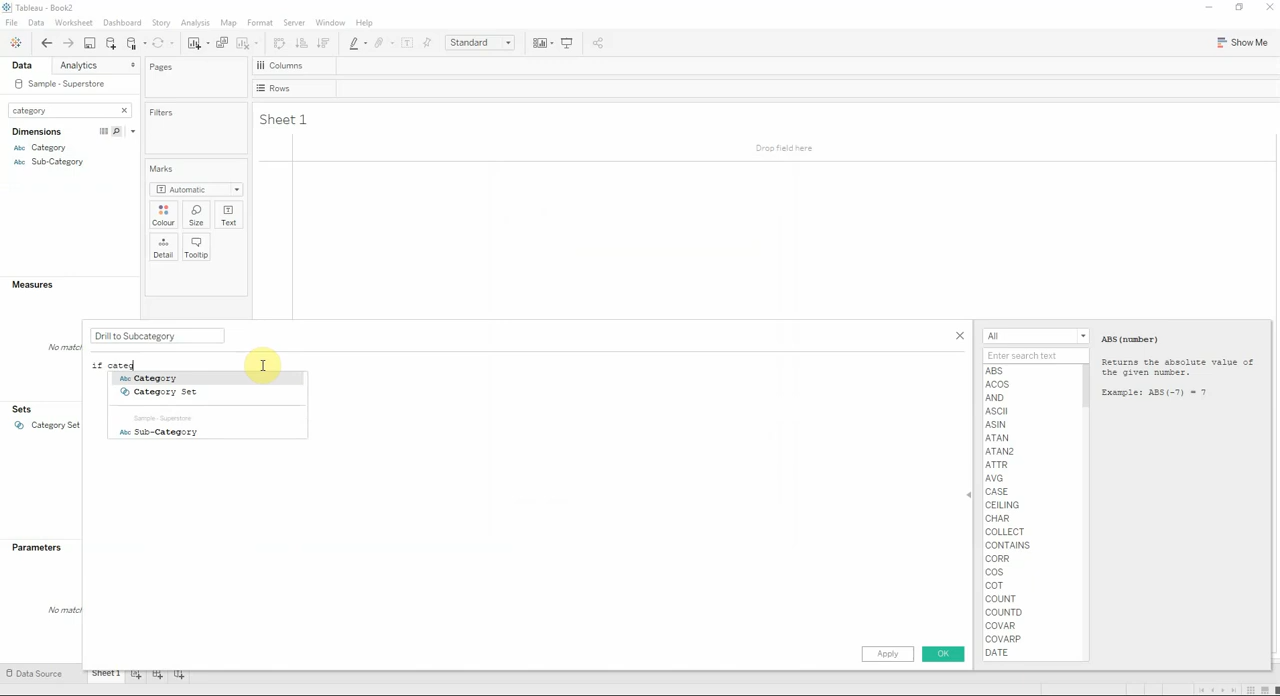 Tableau - Book2
File Data Worksheet Dashboard Story Analysis Map Format Server Window Help
Standard
Show Me
Data Analytics
Sample - Superstore
category
Dimensions
Abc Category
Abc Sub-Category
Measures
No match
Sets
Category Set
Parameters
No match
Pages
Filters
Marks
Automatic
Colour Size Text
Detail Tooltip
Columns
Rows
Sheet 1
Drop field here
Drill to Subcategory
if categ
Abc Category
Category Set
Sample - Superstore
Abc Sub-Category
Apply OK
All
Enter search text
ABS
ACOS
AND
ASCII
ASIN
ATAN
ATAN2
ATTR
AVG
CASE
CEILING
CHAR
COLLECT
CONTAINS
CORR
COS
COT
COUNT
COUNTD
COVAR
COVARP
DATE
ABS(number)
Returns the absolute value of
the given number.
Example: ABS(-7) = 7
Data Source Sheet 1